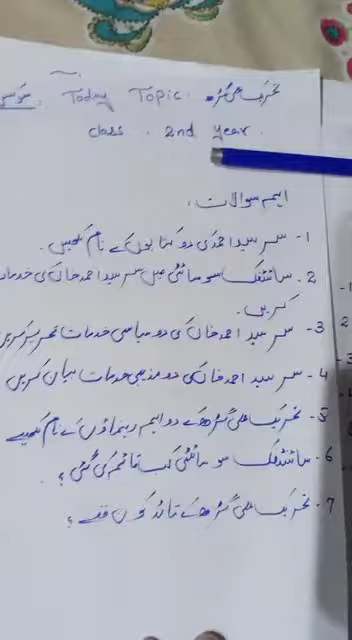 Today Topic: تحریک علی گڑھ
class . 2nd year.
اہم سوالات:
1- سر سید احمد کی دو کتابوں کے نام لکھیں۔
2. سائنٹفک سوسائٹی میں سر سید احمد خان کی خدمات
کریں۔
3- سر سید احمد خان کی دو سیاسی خدمات تحریر کریں
4- سر سید احمد خان کی دو مذہبی خدمات بیان کریں
5. تحریک علی گڑھ کے دو اہم رہنماؤں کے نام لکھیے
6. سائنٹفک سوسائٹی کب قائم کی گئی؟
7. تحریک علی گڑھ کے قائد کون تھے؟